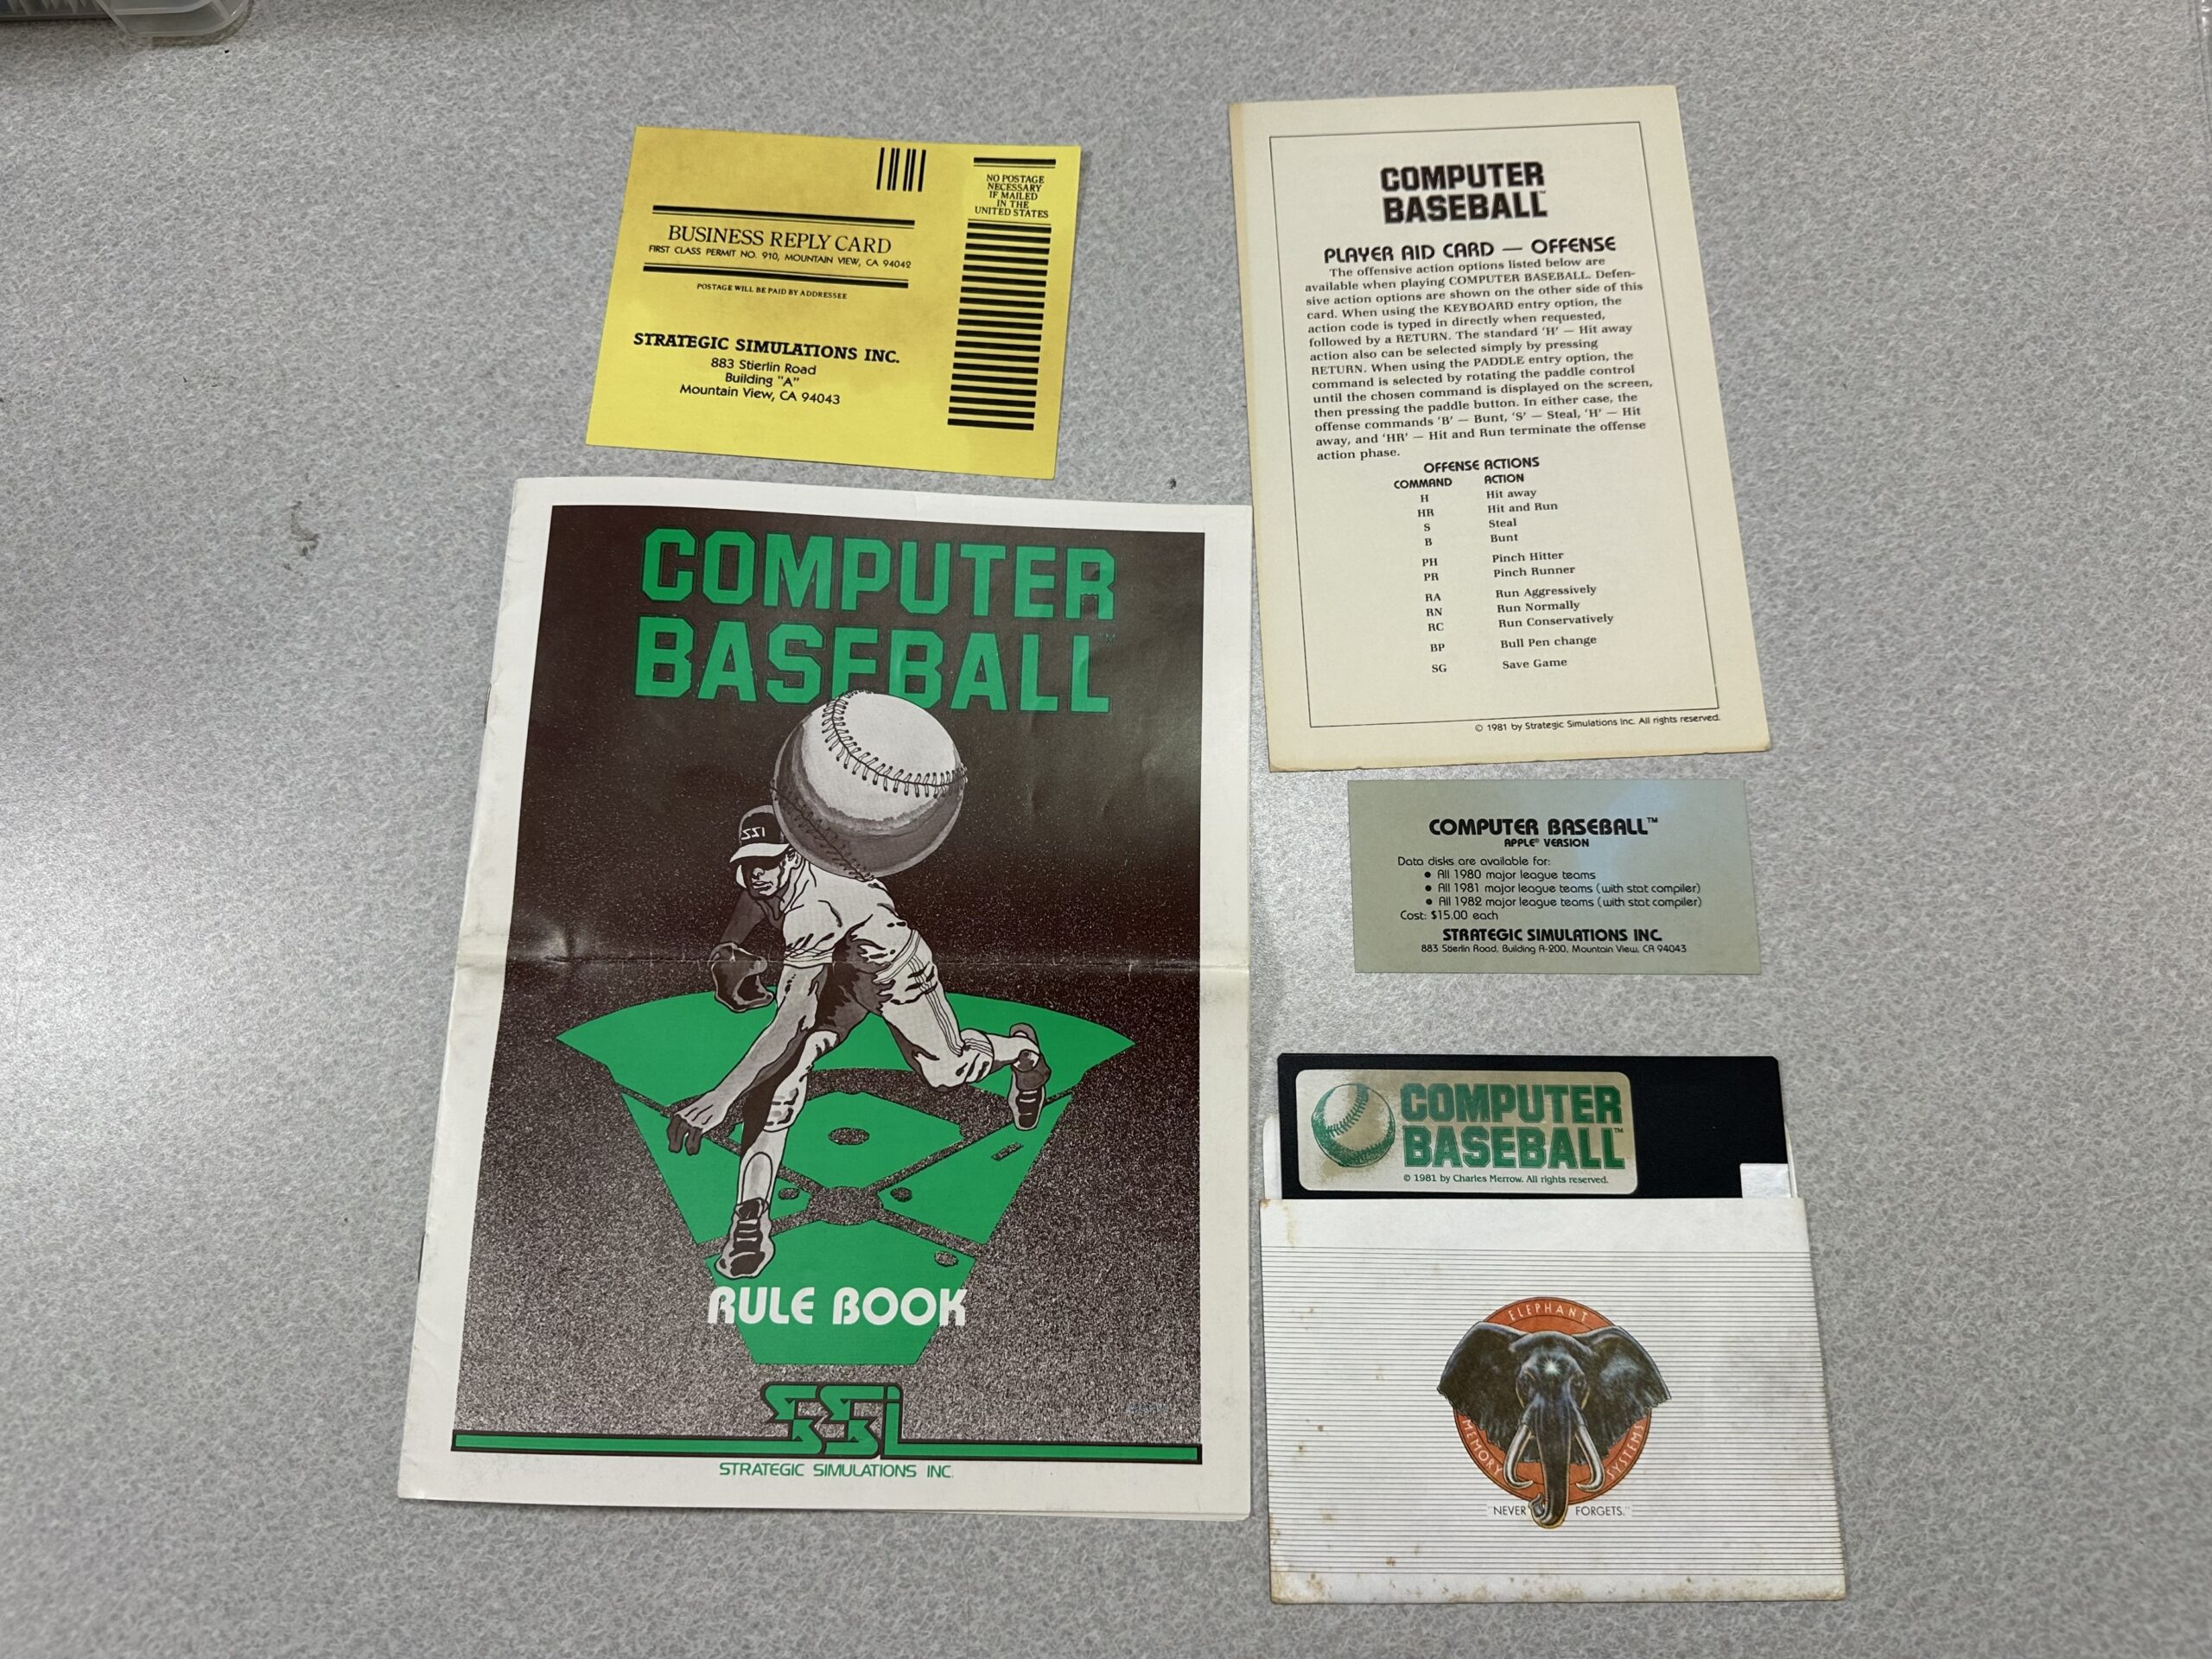 NO POSTAGE
NECESSARY
IF MAILED
IN THE
UNITED STATES
BUSINESS REPLY CARD
FIRST CLASS PERMIT NO. 910, MOUNTAIN VIEW, CA 94042
POSTAGE WILL BE PAID BY ADDRESSEE
STRATEGIC SIMULATIONS INC.
883 Stierlin Road
Building "A"
Mountain View, CA 94043
COMPUTER
BASEBALL™
PLAYER AID CARD — OFFENSE
The offensive action options listed below are
available when playing COMPUTER BASEBALL. Defen-
sive action options are shown on the other side of this
card. When using the KEYBOARD entry option, the
action code is typed in directly when requested,
followed by a RETURN. The standard 'H' — Hit away
action also can be selected simply by pressing
RETURN. When using the PADDLE entry option, the
command is selected by rotating the paddle control
until the chosen command is displayed on the screen,
then pressing the paddle button. In either case, the
offense commands 'B' — Bunt, 'S' — Steal, 'H' — Hit
away, and 'HR' — Hit and Run terminate the offense
action phase.
OFFENSE ACTIONS
COMMAND ACTION
H Hit away
HR Hit and Run
S Steal
B Bunt
PH Pinch Hitter
PR Pinch Runner
RA Run Aggressively
RN Run Normally
RC Run Conservatively
BP Bull Pen change
SG Save Game
© 1981 by Strategic Simulations Inc. All rights reserved.
COMPUTER
BASEBALL™
SSI
RULE BOOK
SSI
STRATEGIC SIMULATIONS INC.
COMPUTER BASEBALL™
APPLE® VERSION
Data disks are available for:
● All 1980 major league teams
● All 1981 major league teams (with stat compiler)
● All 1982 major league teams (with stat compiler)
Cost: $15.00 each
STRATEGIC SIMULATIONS INC.
883 Stierlin Road, Building A-200, Mountain View, CA 94043
COMPUTER
BASEBALL™
© 1981 by Charles Merrow. All rights reserved.
ELEPHANT
MEMORY SYSTEMS
"NEVER FORGETS."